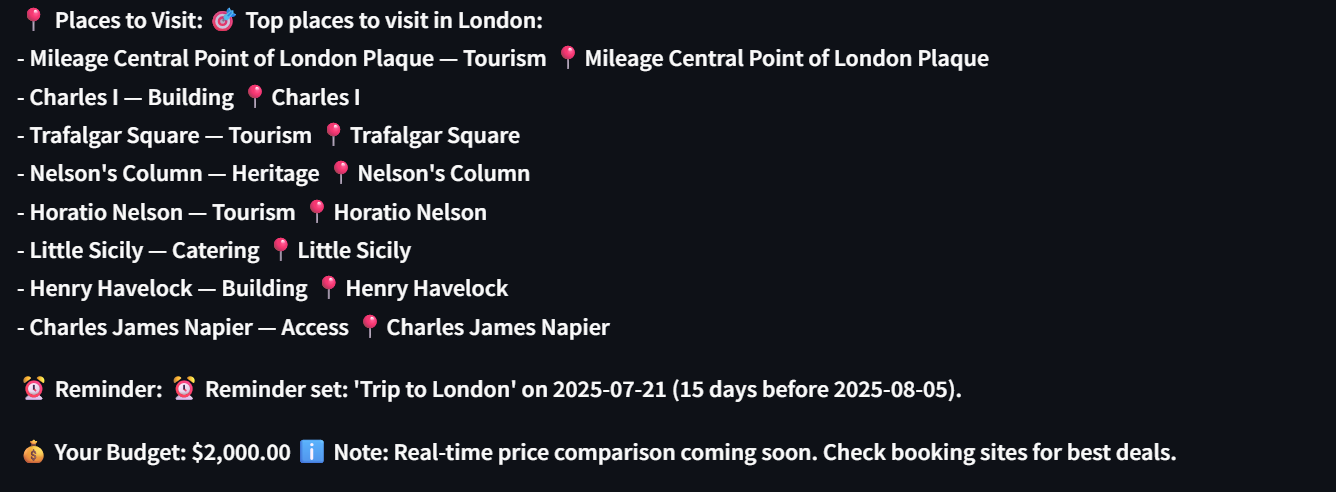 📍 Places to Visit: 🎯 Top places to visit in London:
- Mileage Central Point of London Plaque — Tourism 📍 Mileage Central Point of London Plaque
- Charles I — Building 📍 Charles I
- Trafalgar Square — Tourism 📍 Trafalgar Square
- Nelson's Column — Heritage 📍 Nelson's Column
- Horatio Nelson — Tourism 📍 Horatio Nelson
- Little Sicily — Catering 📍 Little Sicily
- Henry Havelock — Building 📍 Henry Havelock
- Charles James Napier — Access 📍 Charles James Napier
⏰ Reminder: ⏰ Reminder set: 'Trip to London' on 2025-07-21 (15 days before 2025-08-05).
💰 Your Budget: $2,000.00 ℹ️ Note: Real-time price comparison coming soon. Check booking sites for best deals.